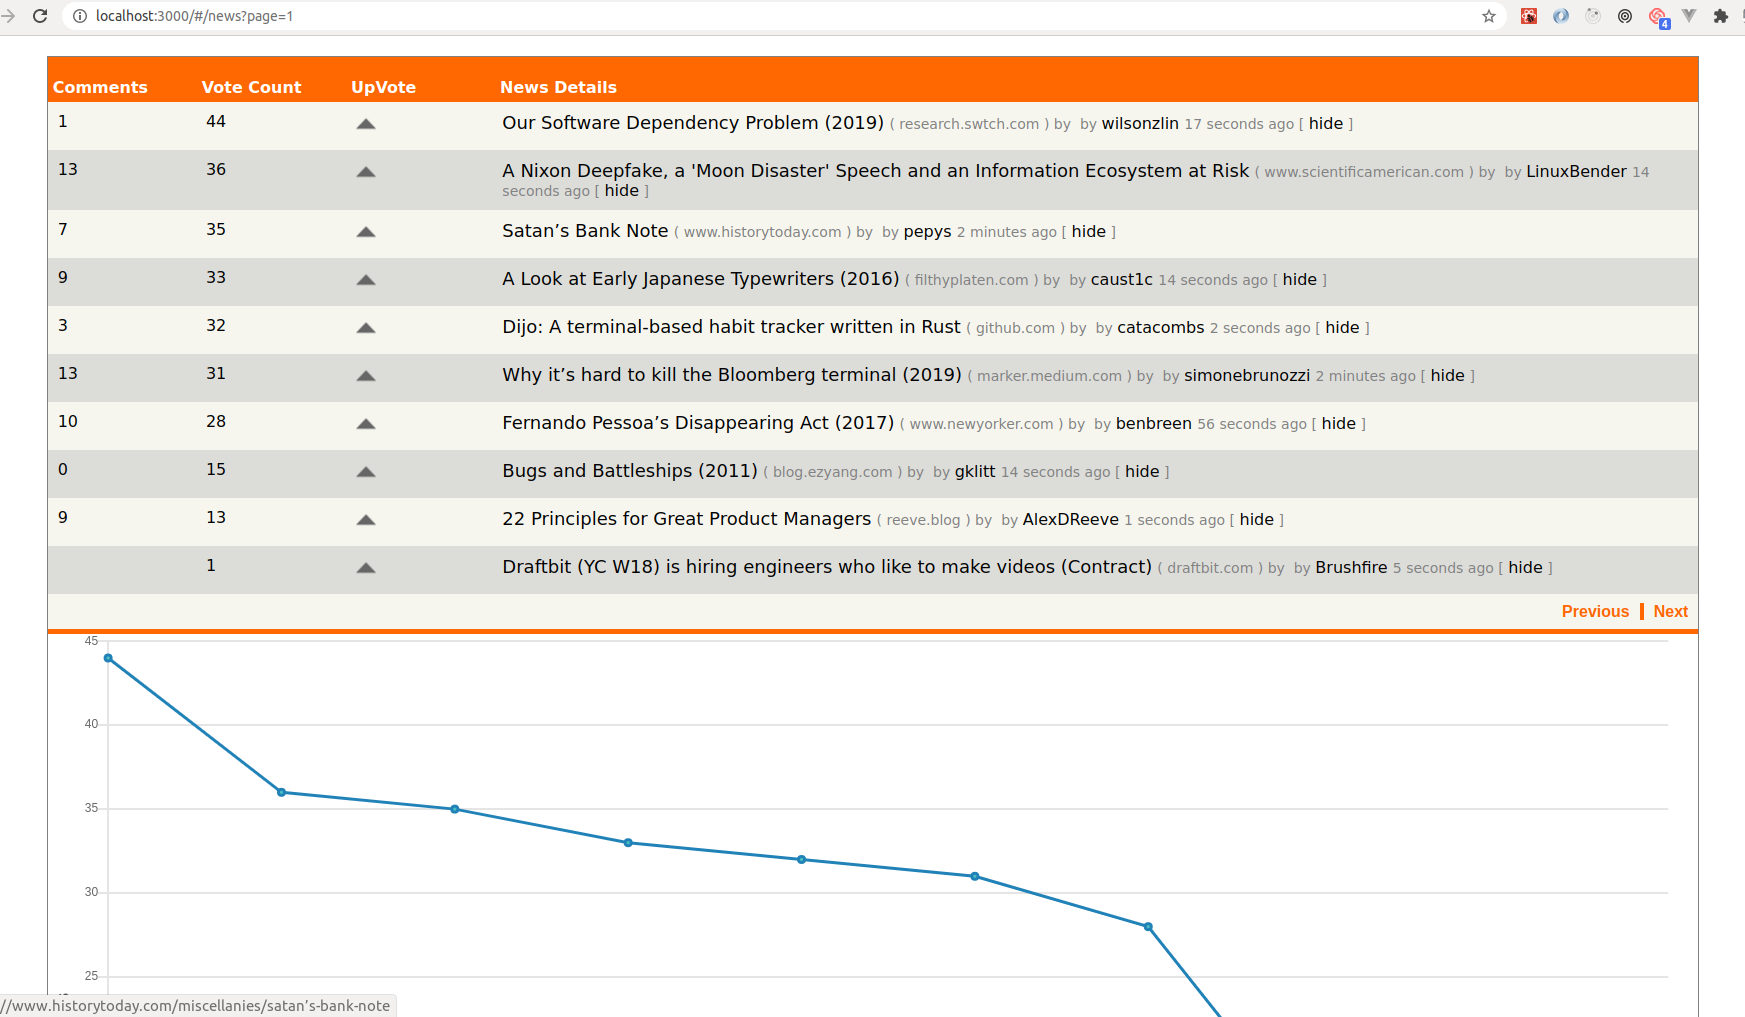 localhost:3000/#/news?page=1
4
Comments Vote Count UpVote News Details
1 44 Our Software Dependency Problem (2019) ( research.swtch.com ) by by wilsonzlin 17 seconds ago [ hide ]
13 36 A Nixon Deepfake, a 'Moon Disaster' Speech and an Information Ecosystem at Risk ( www.scientificamerican.com ) by by LinuxBender 14
seconds ago [ hide ]
7 35 Satan’s Bank Note ( www.historytoday.com ) by by pepys 2 minutes ago [ hide ]
9 33 A Look at Early Japanese Typewriters (2016) ( filthyplaten.com ) by by caust1c 14 seconds ago [ hide ]
3 32 Dijo: A terminal-based habit tracker written in Rust ( github.com ) by by catacombs 2 seconds ago [ hide ]
13 31 Why it’s hard to kill the Bloomberg terminal (2019) ( marker.medium.com ) by by simonebrunozzi 2 minutes ago [ hide ]
10 28 Fernando Pessoa’s Disappearing Act (2017) ( www.newyorker.com ) by by benbreen 56 seconds ago [ hide ]
0 15 Bugs and Battleships (2011) ( blog.ezyang.com ) by by gklitt 14 seconds ago [ hide ]
9 13 22 Principles for Great Product Managers ( reeve.blog ) by by AlexDReeve 1 seconds ago [ hide ]
1 Draftbit (YC W18) is hiring engineers who like to make videos (Contract) ( draftbit.com ) by by Brushfire 5 seconds ago [ hide ]
Previous Next
45
40
35
30
25
//www.historytoday.com/miscellanies/satan’s-bank-note